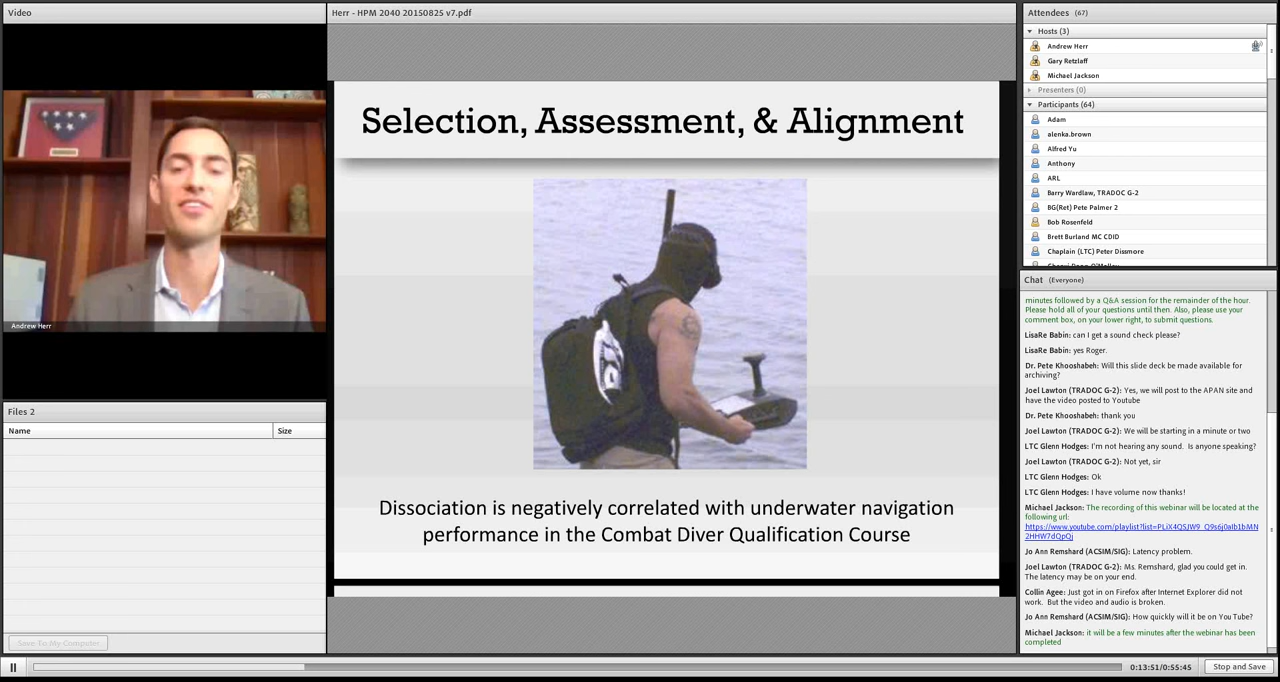 Video
Andrew Herr
Files 2
Name
Size
Save To My Computer
Herr - HPM 2040 20150825 v7.pdf
Selection, Assessment, & Alignment
Dissociation is negatively correlated with underwater navigation
performance in the Combat Diver Qualification Course
Attendees (67)
Hosts (3)
Andrew Herr
Gary Retzlaff
Michael Jackson
Presenters (0)
Participants (64)
Adam
alenka.brown
Alfred Yu
Anthony
ARL
Barry Wardlaw, TRADOC G-2
BG(Ret) Pete Palmer 2
Bob Rosenfeld
Brett Burland MC CDID
Chaplain (LTC) Peter Dissmore
Chat (Everyone)
minutes followed by a Q&A session for the remainder of the hour.
Please hold all of your questions until then. Also, please use your
comment box, on your lower right, to submit questions.
LisaRe Babin: can I get a sound check please?
LisaRe Babin: yes Roger.
Dr. Pete Khooshabeh: Will this slide deck be made available for
archiving?
Joel Lawton (TRADOC G-2): Yes, we will post to the APAN site and
have the video posted to Youtube
Dr. Pete Khooshabeh: thank you
Joel Lawton (TRADOC G-2): We will be starting in a minute or two
LTC Glenn Hodges: I'm not hearing any sound. Is anyone speaking?
Joel Lawton (TRADOC G-2): Not yet, sir
LTC Glenn Hodges: Ok
LTC Glenn Hodges: I have volume now thanks!
Michael Jackson: The recording of this webinar will be located at the
following url:
Jo Ann Remshard (ACSIM/SIG): Latency problem.
Joel Lawton (TRADOC G-2): Ms. Remshard, glad you could get in.
The latency may be on your end.
Collin Agee: Just got in on Firefox after Internet Explorer did not
work. But the video and audio is broken.
Jo Ann Remshard (ACSIM/SIG): How quickly will it be on You Tube?
Michael Jackson: it will be a few minutes after the webinar has been
completed
0:13:51/0:55:45
Stop and Save